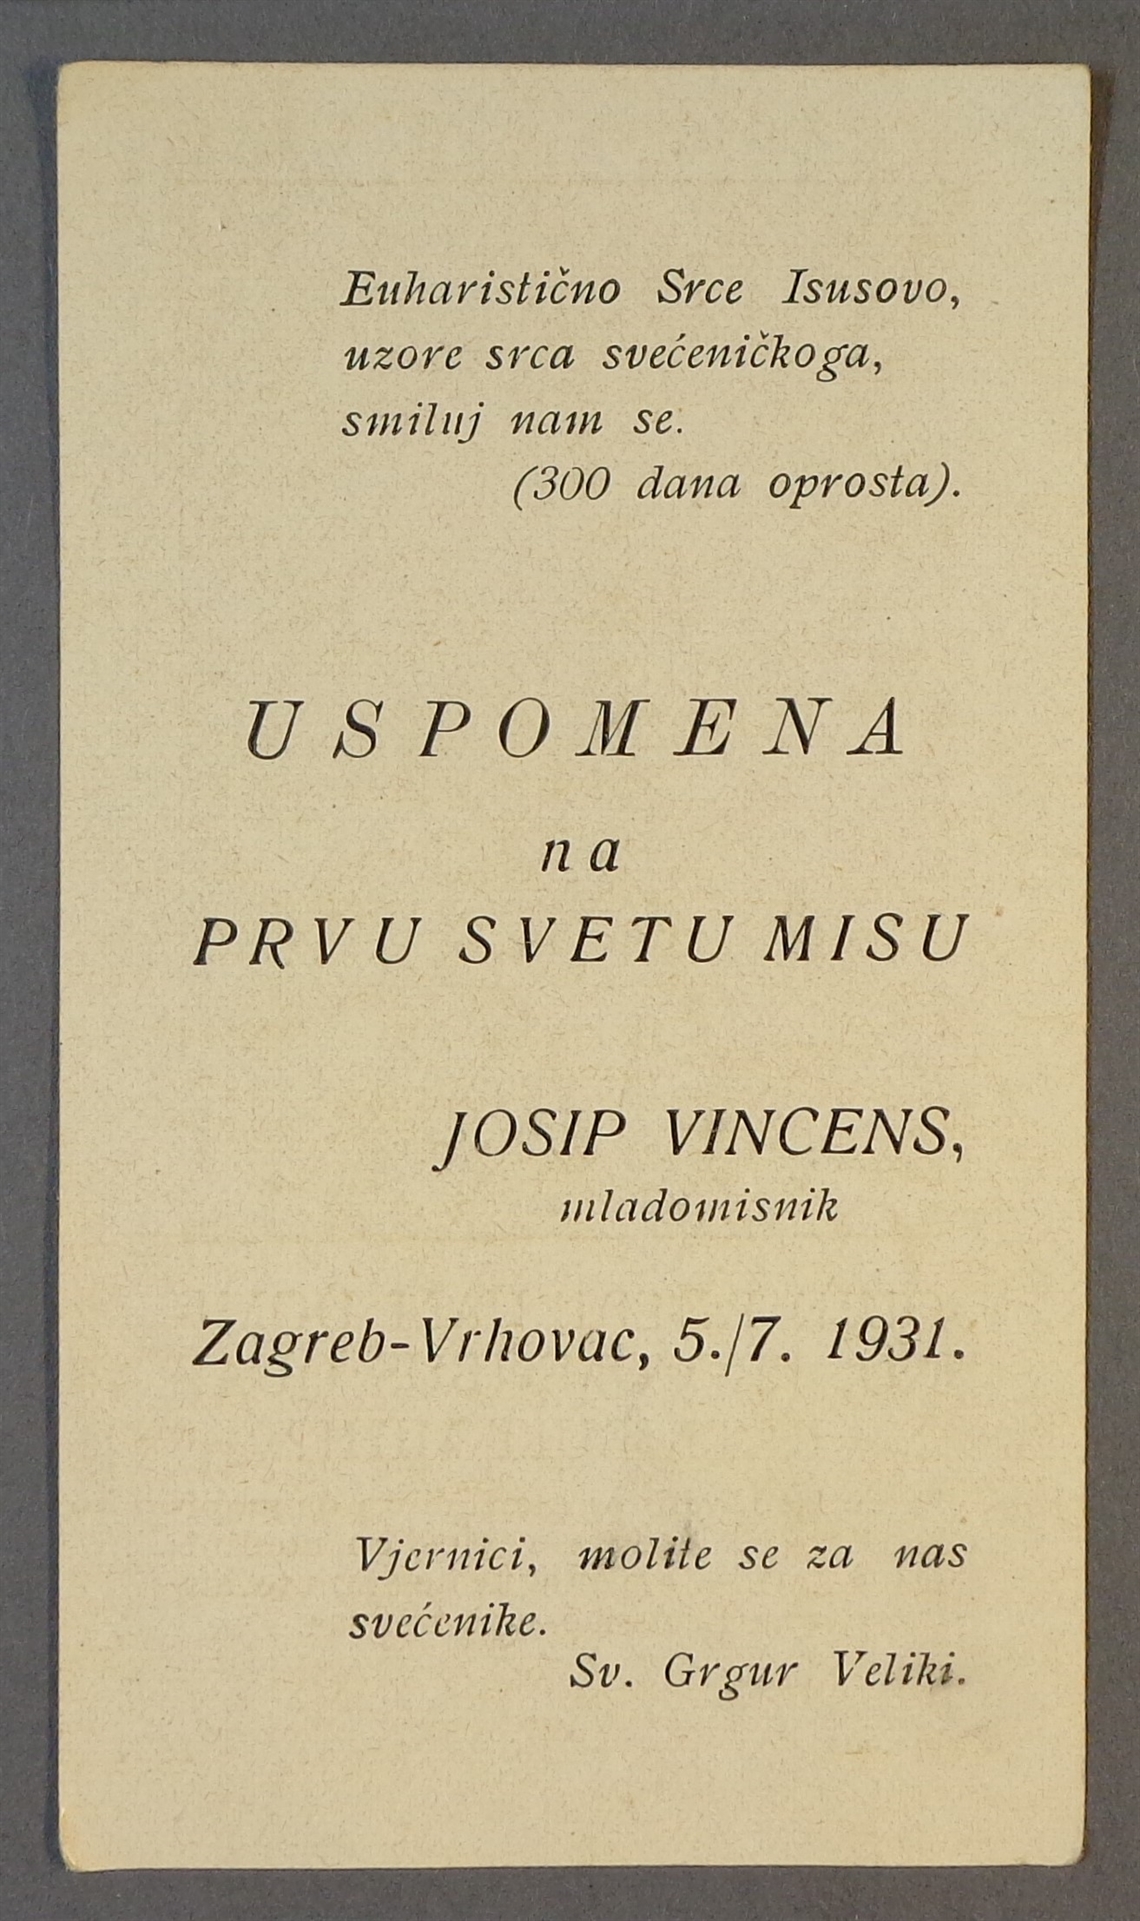 Euharistično Srce Isusovo,
uzore srca svećeničkoga,
smiluj nam se.
(300 dana oprosta).
USPOMENA
na
PRVU SVETU MISU
JOSIP VINCENS,
mladomisnik
Zagreb-Vrhovac, 5./7. 1931.
Vjernici, molite se za nas
svećenike.
Sv. Grgur Veliki.